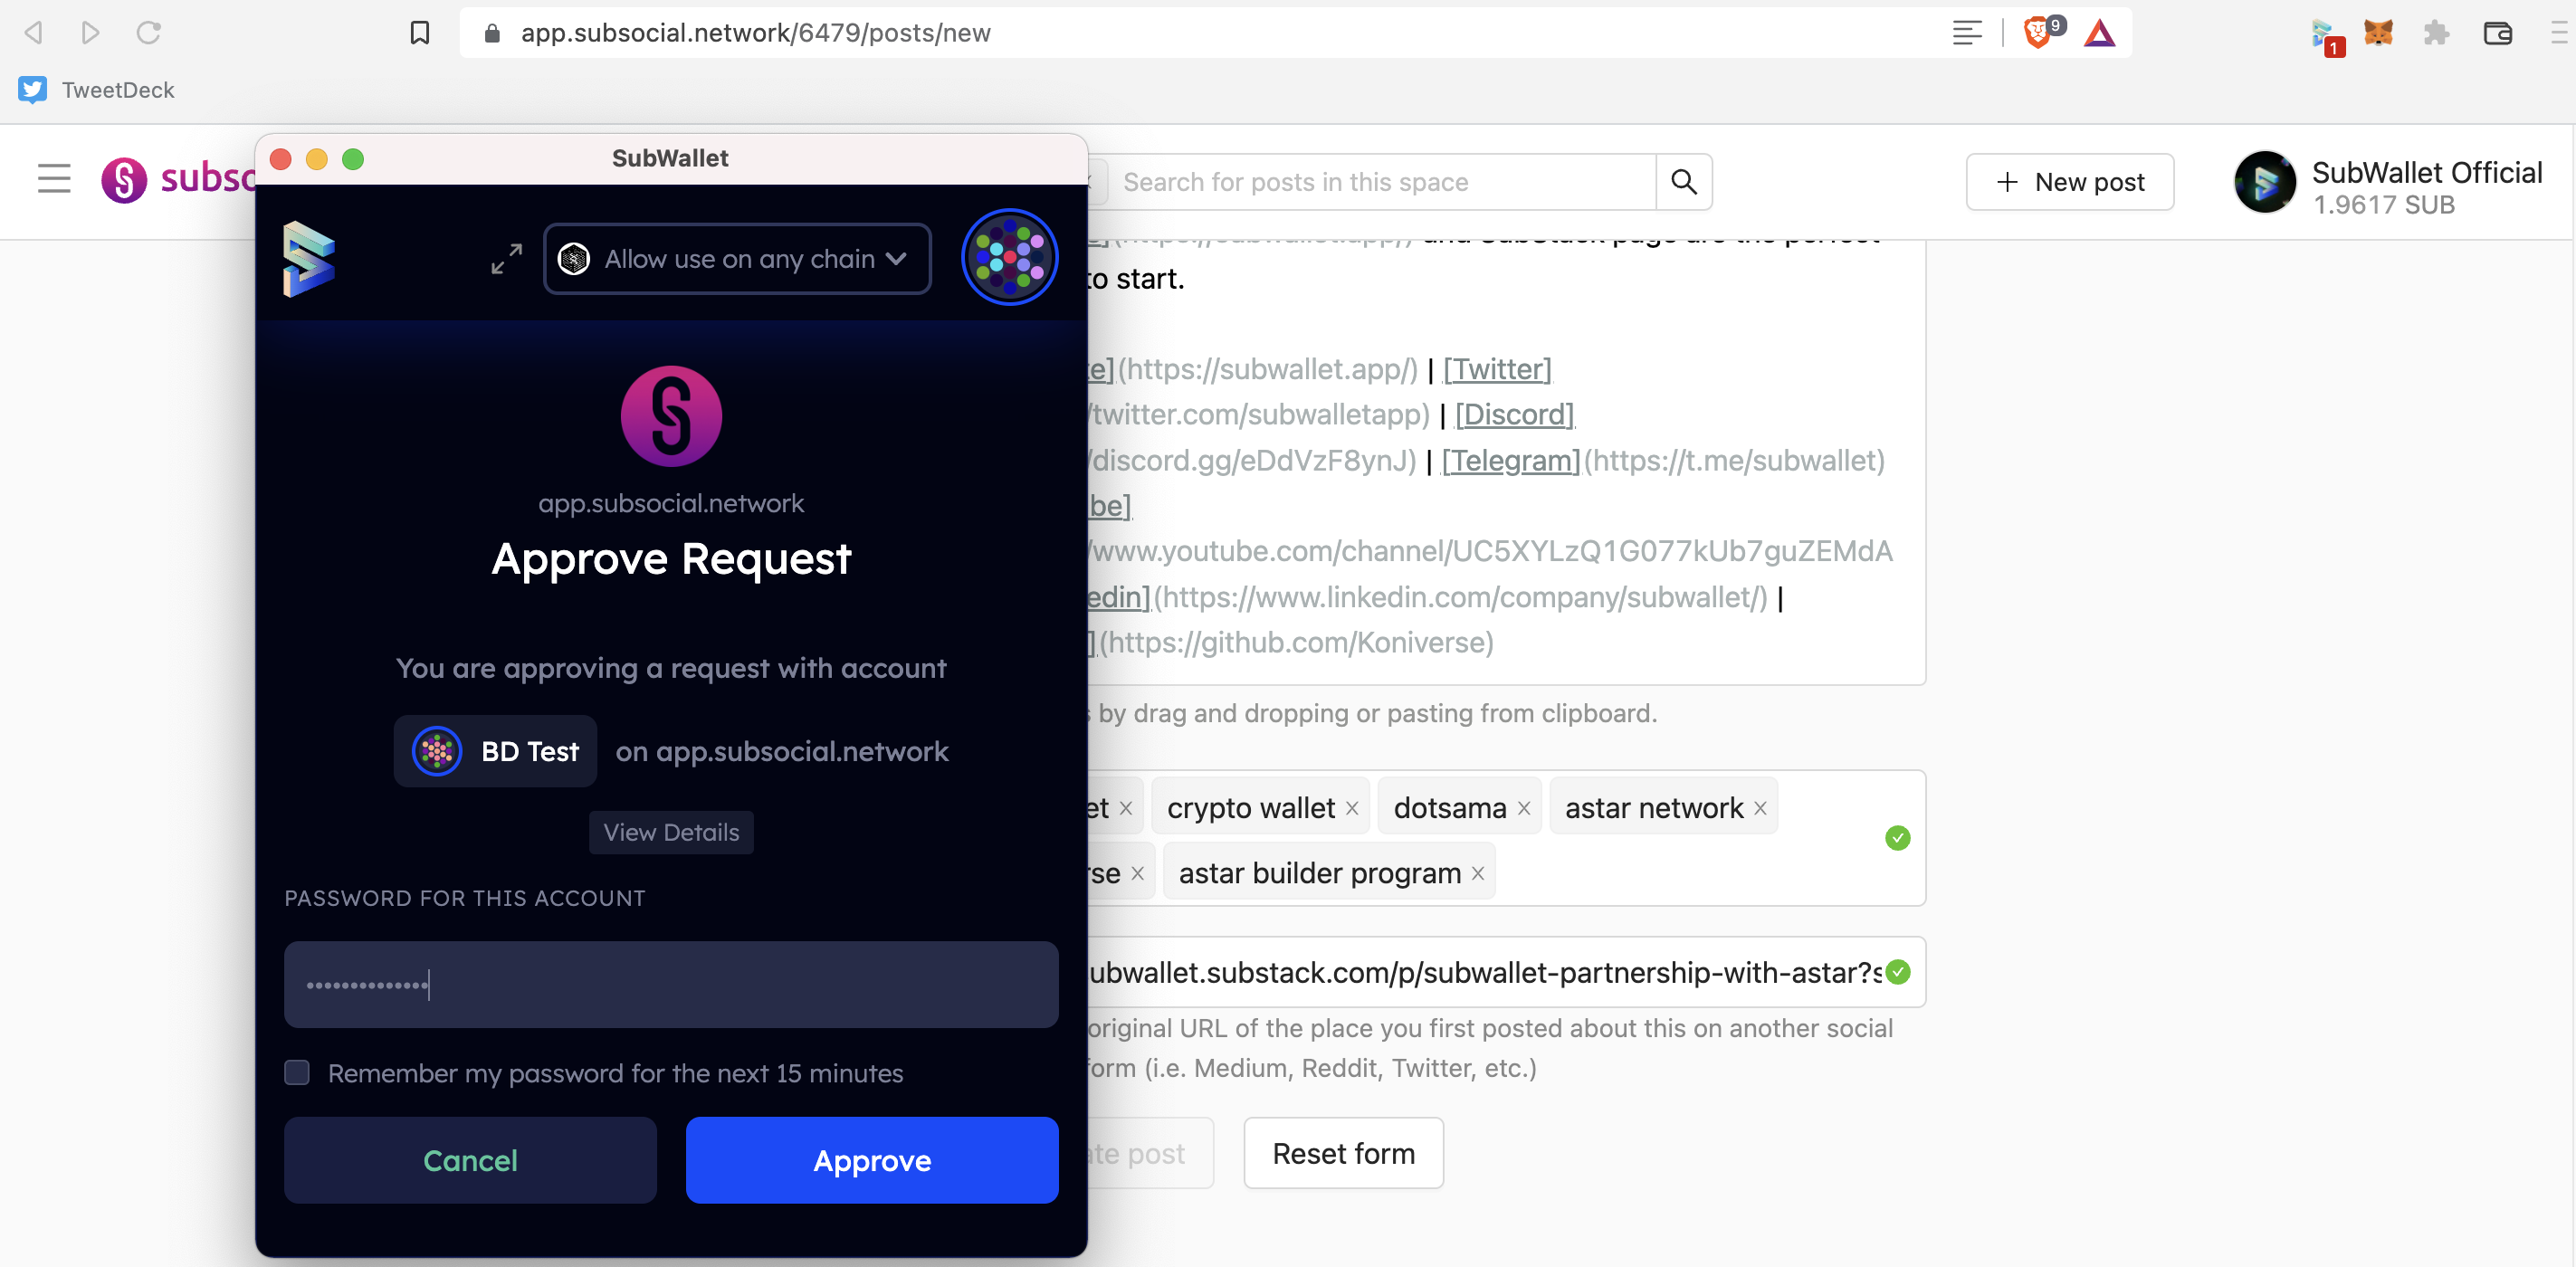 app.subsocial.network/6479/posts/new
9
1
TweetDeck
SubWallet
subsoc
Search for posts in this space
+ New post
SubWallet Official
1.9617 SUB
Allow use on any chain
app.subsocial.network
Approve Request
You are approving a request with account
BD Test on app.subsocial.network
View Details
PASSWORD FOR THIS ACCOUNT
••••••••••••••
Remember my password for the next 15 minutes
Cancel
Approve
](https://subwallet.app/) and SubStack page are the perfect
to start.
te](https://subwallet.app/) | [Twitter]
/twitter.com/subwalletapp) | [Discord]
/discord.gg/eDdVzF8ynJ) | [Telegram](https://t.me/subwallet)
be]
/www.youtube.com/channel/UC5XYLzQ1G077kUb7guZEMdA
edin](https://www.linkedin.com/company/subwallet/) |
](https://github.com/Koniverse)
s by drag and dropping or pasting from clipboard.
et × crypto wallet × dotsama × astar network ×
rse × astar builder program ×
ubwallet.substack.com/p/subwallet-partnership-with-astar?s
original URL of the place you first posted about this on another social
form (i.e. Medium, Reddit, Twitter, etc.)
ate post
Reset form